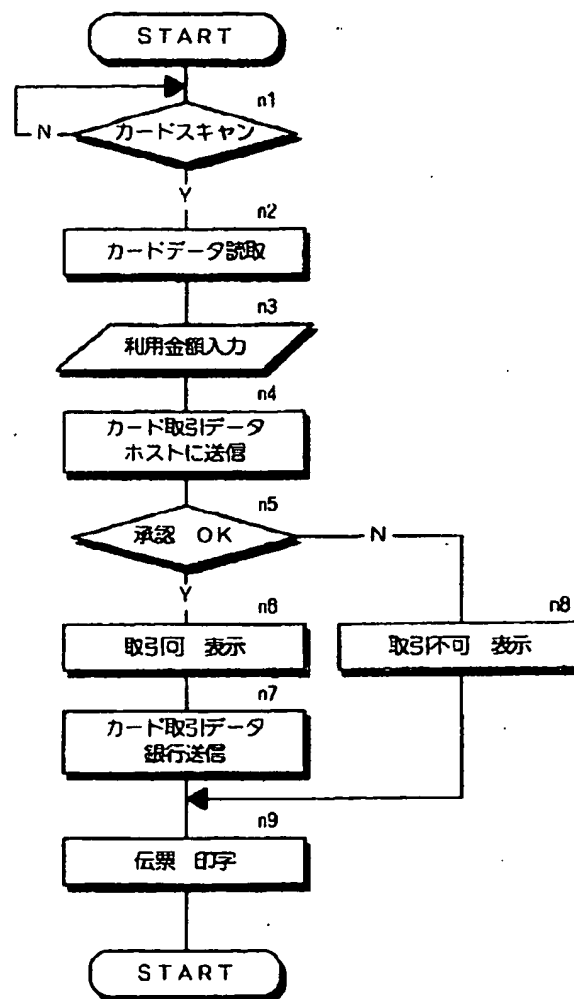 START
n1
カードスキャン
N
Y
n2
カードデータ読取
n3
利用金額入力
n4
カード取引データ
ホストに送信
n5
承認 OK
N
Y
n6
取引可 表示
n8
取引不可 表示
n7
カード取引データ
銀行送信
n9
伝票 印字
START